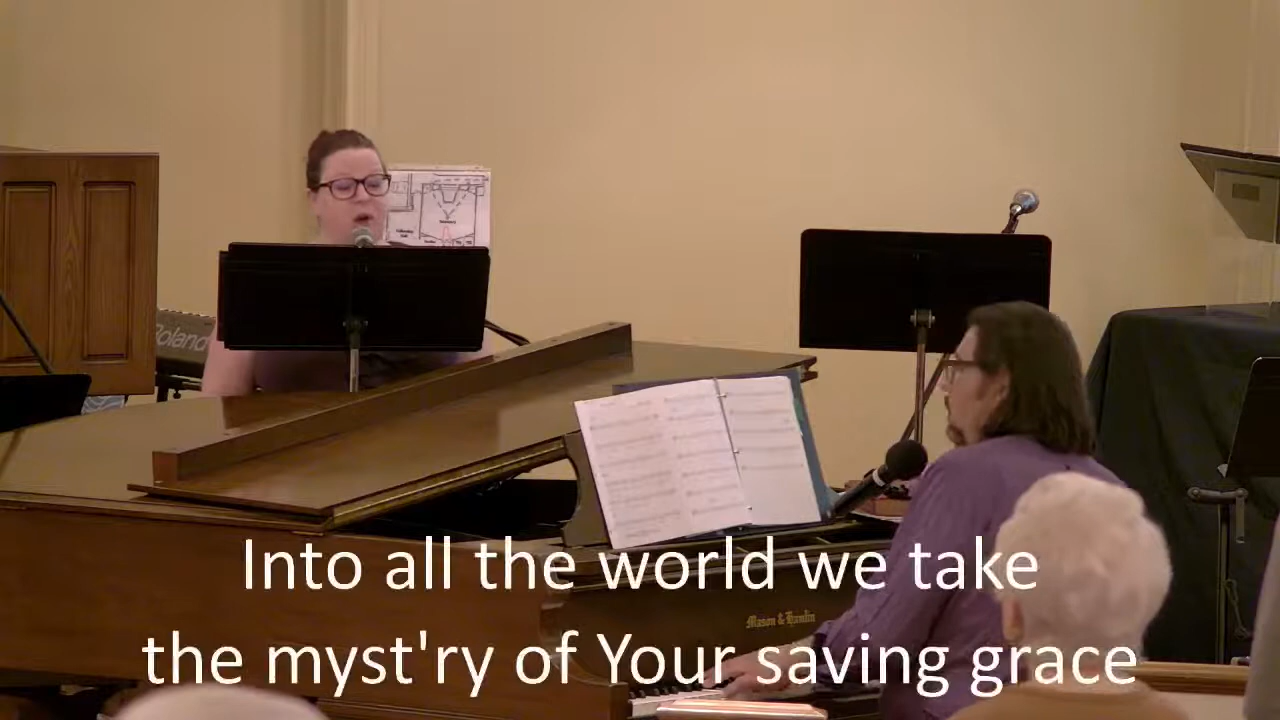 Roland
Mason & Hamlin
Into all the world we take
the myst'ry of Your saving grace